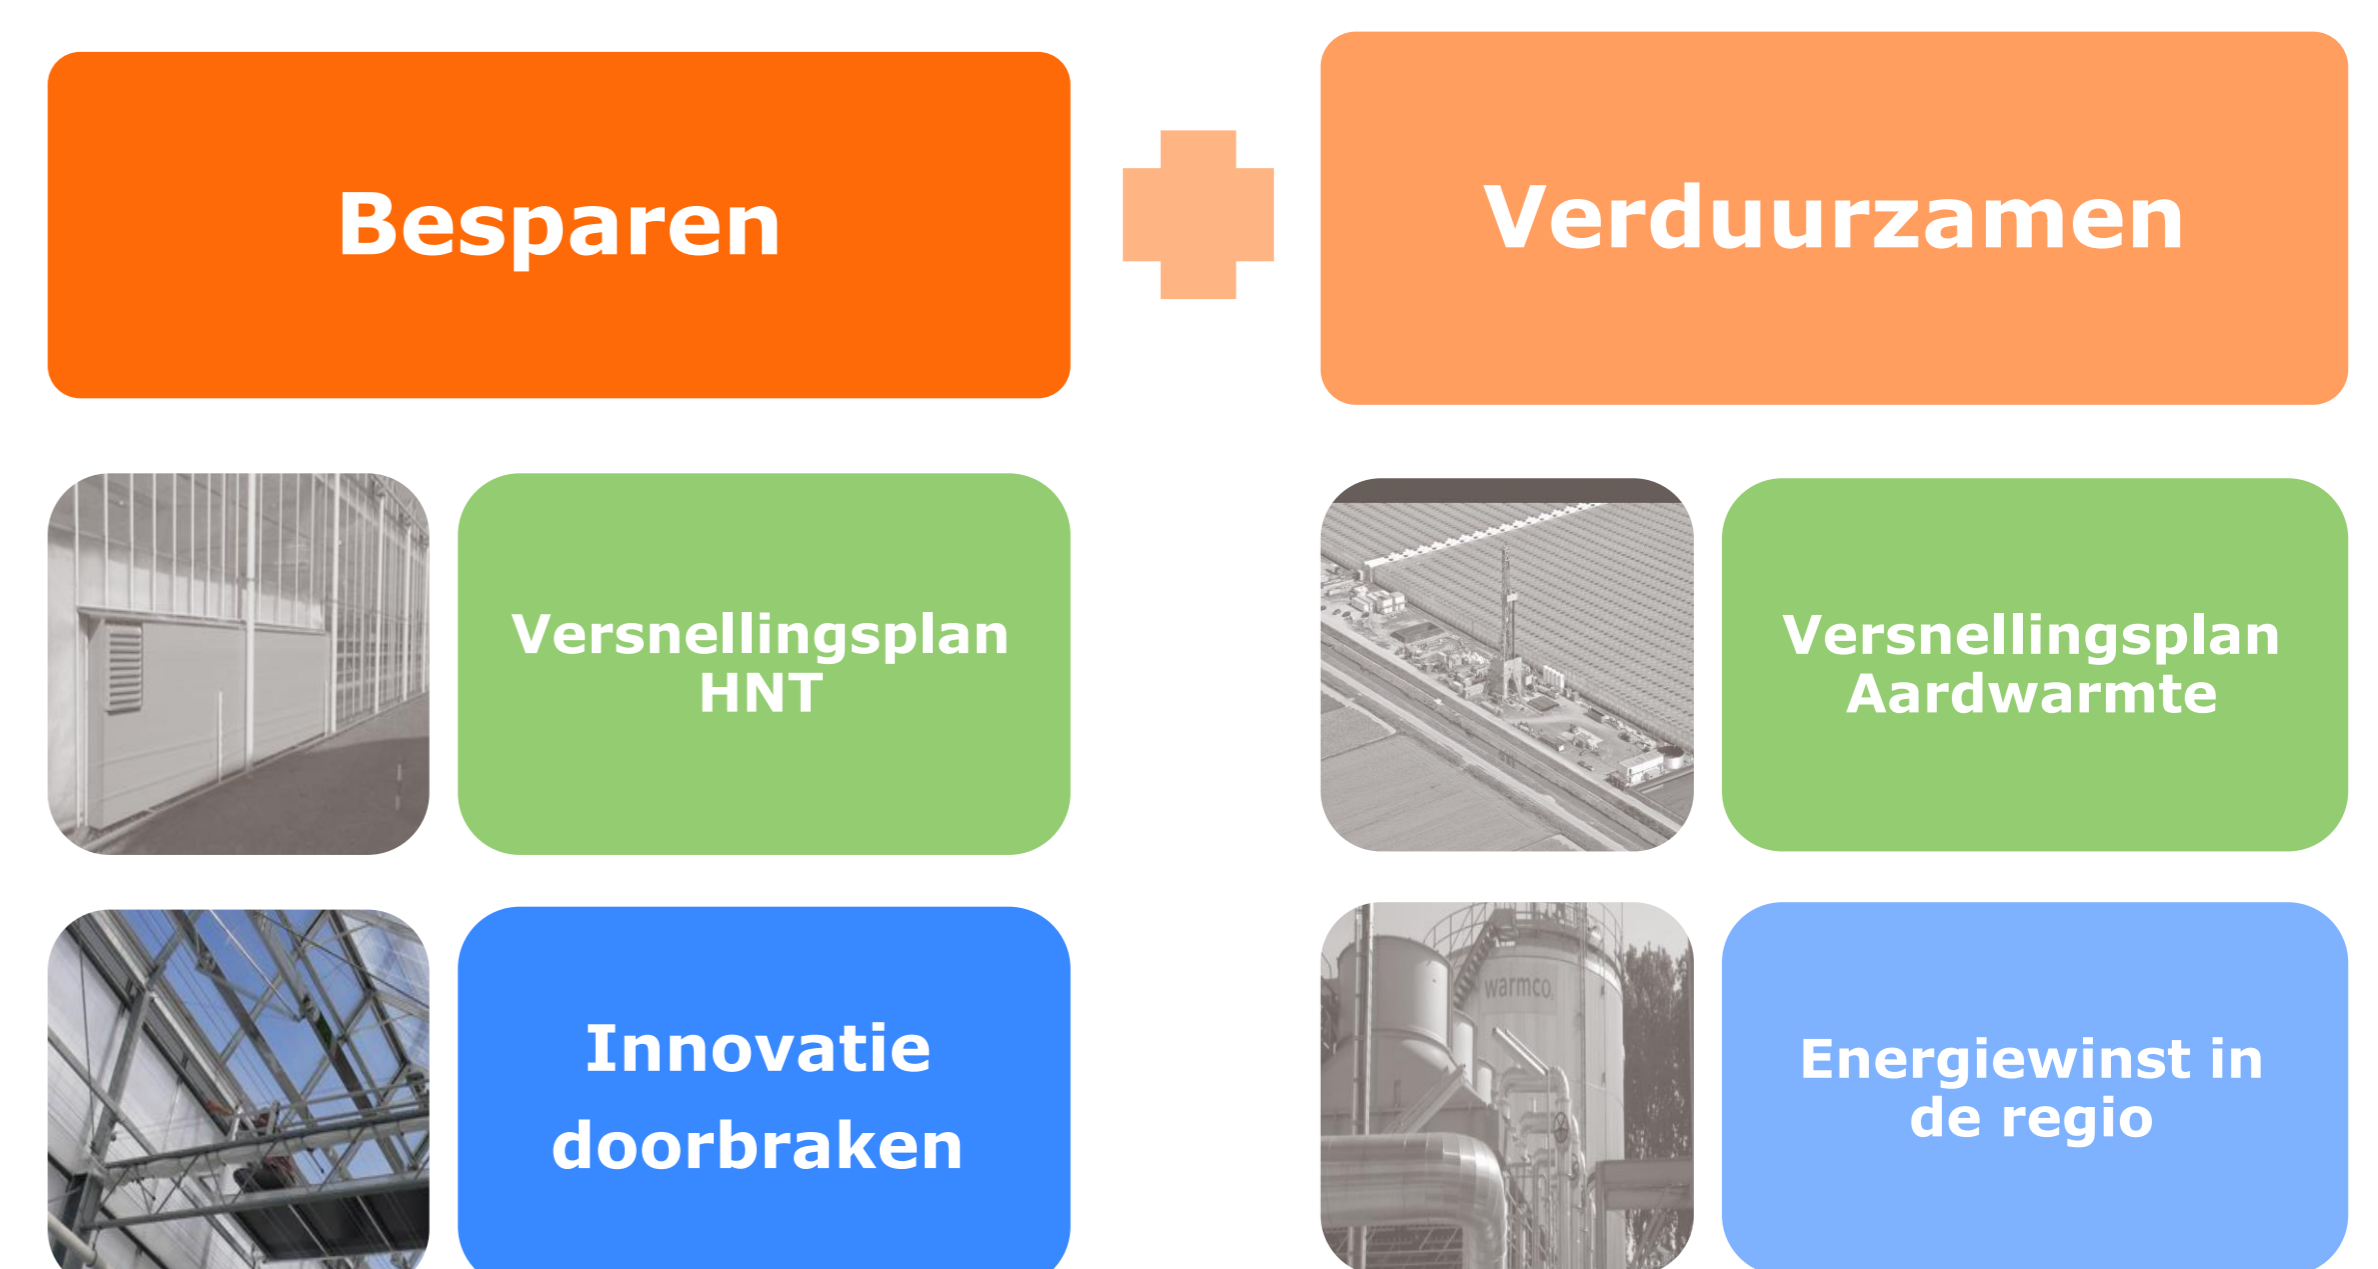 Besparen
Verduurzamen
Versnellingsplan
HNT
Versnellingsplan
Aardwarmte
Innovatie
doorbraken
warmco
Energiewinst in
de regio